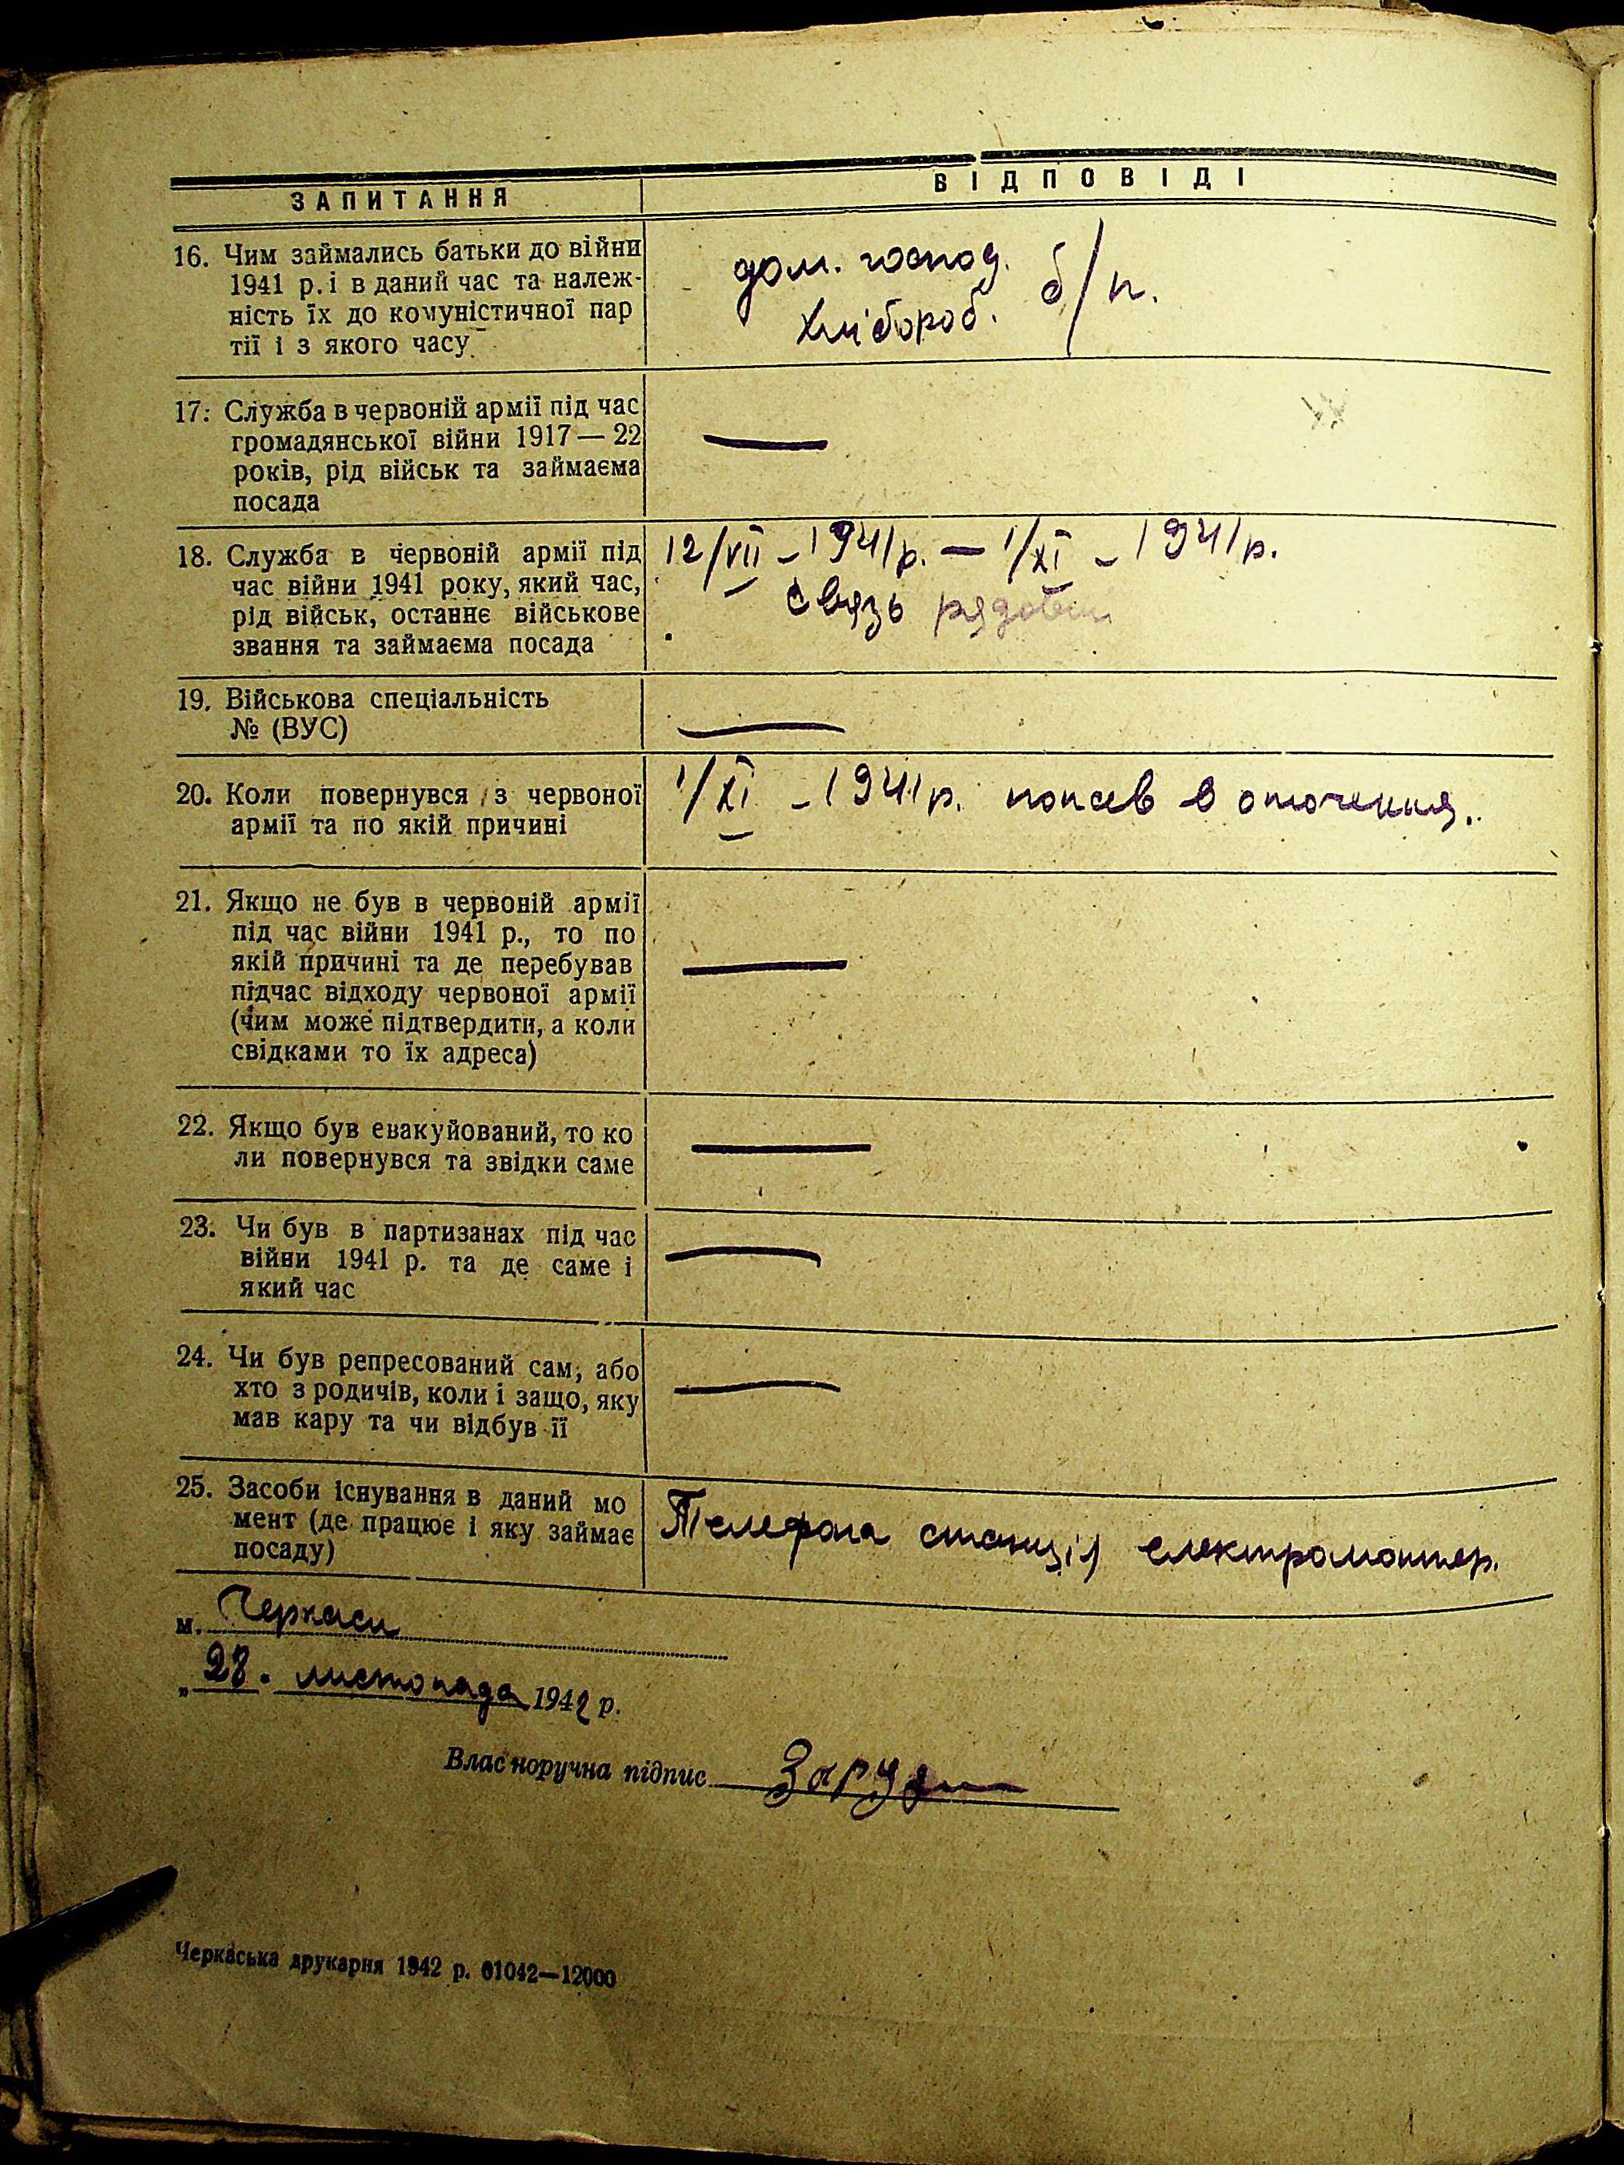 ЗАПИТАННЯ
ВІДПОВІДІ
16. Чим займались батьки до війни
1941 р. і в даний час та належ-
ність їх до комуністичної пар
тії і з якого часу
дом. господ.
хлібороб. б/п.
17. Служба в червоній армії під час
громадянської війни 1917 — 22
років, рід військ та займаєма
посада
—
18. Служба в червоній армії під
час війни 1941 року, який час,
рід військ, останнє військове
звання та займаєма посада
12/VII - 1941 р. — 1/XI - 1941 р.
связь рядовий
19. Військова спеціальність
№ (ВУС)
—
20. Коли повернувся з червоної
армії та по якій причині
1/XI - 1941 р. попав в оточення.
21. Якщо не був в червоній армії
під час війни 1941 р., то по
якій причині та де перебував
підчас відходу червоної армії
(чим може підтвердити, а коли
свідками то їх адреса)
—
22. Якщо був евакуйований, то ко
ли повернувся та звідки саме
—
23. Чи був в партизанах під час
війни 1941 р. та де саме і
який час
—
24. Чи був репресований сам, або
хто з родичів, коли і защо, яку
мав кару та чи відбув її
—
25. Засоби існування в даний мо
мент (де працює і яку займає
посаду)
Телефона станція електромонтер.
м. Черкаси
„28. листопада 1942 р.
Власноручна підпис
Черкаська друкарня 1942 р. 01042—12000